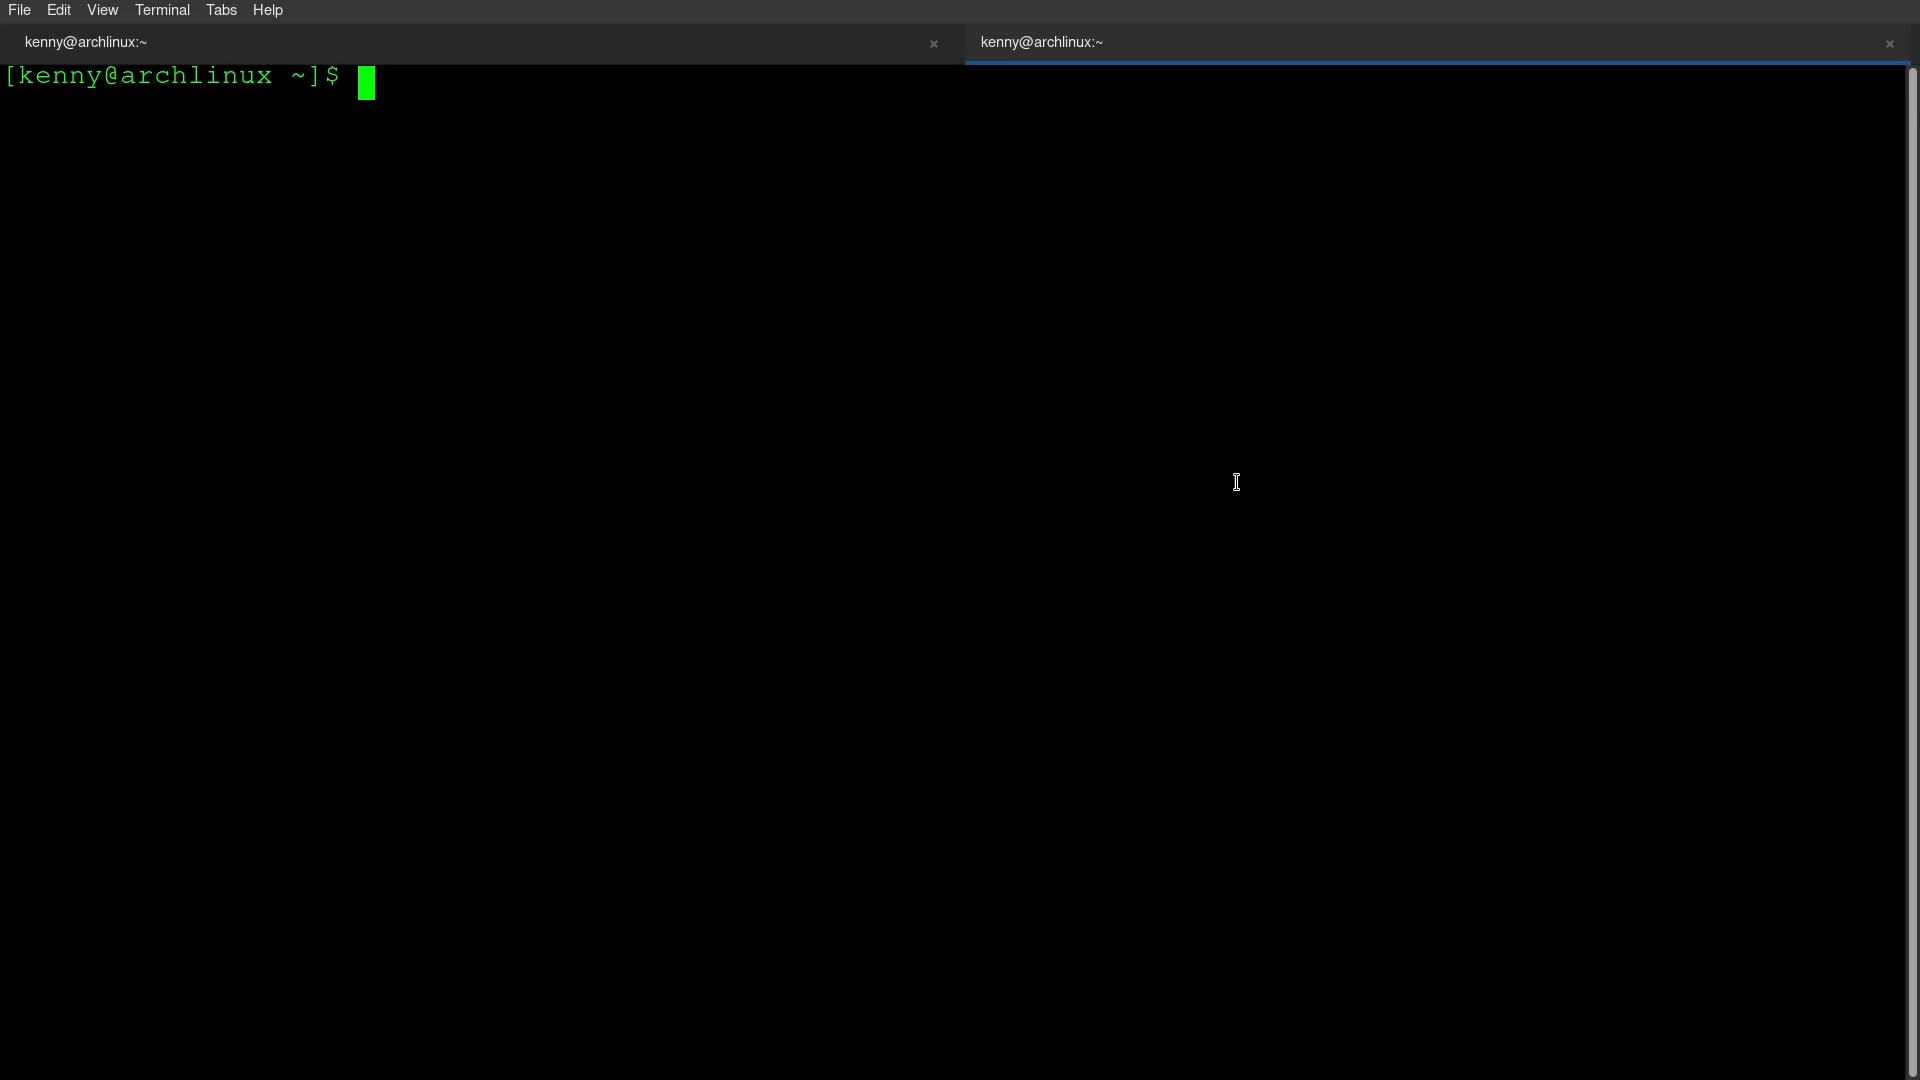 File Edit View Terminal Tabs Help
kenny@archlinux:~ × kenny@archlinux:~ ×
[kenny@archlinux ~]$